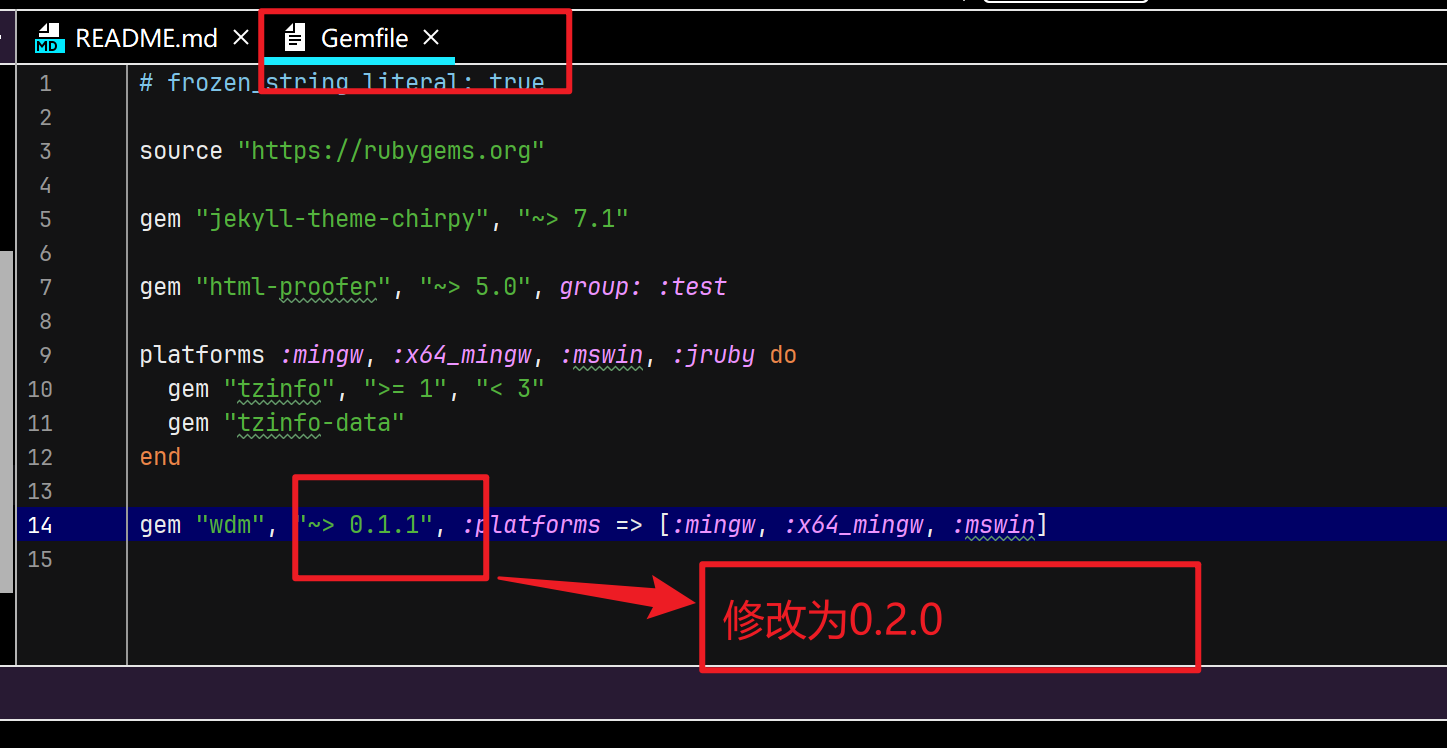 README.md × Gemfile ×
1 # frozen_string_literal: true
2
3 source "https://rubygems.org"
4
5 gem "jekyll-theme-chirpy", "~> 7.1"
6
7 gem "html-proofer", "~> 5.0", group: :test
8
9 platforms :mingw, :x64_mingw, :mswin, :jruby do
10 gem "tzinfo", ">= 1", "< 3"
11 gem "tzinfo-data"
12 end
13
14 gem "wdm", "~> 0.1.1", :platforms => [:mingw, :x64_mingw, :mswin]
15
修改为0.2.0